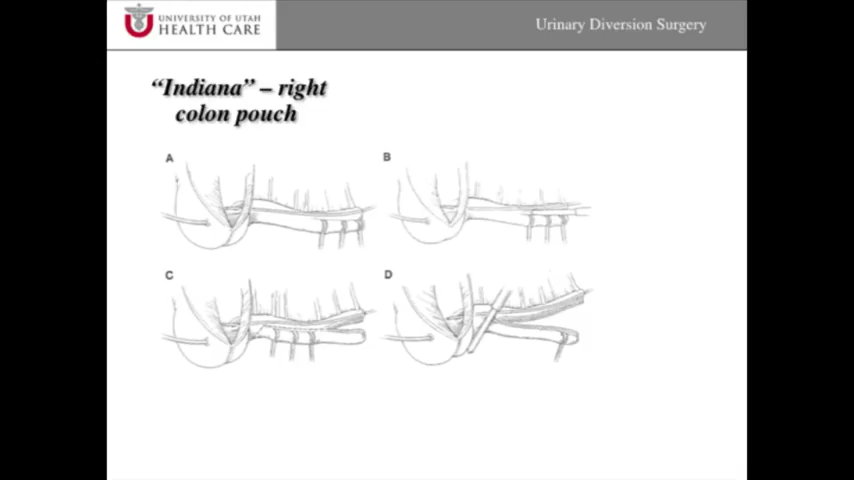 UNIVERSITY OF UTAH
HEALTH CARE
Urinary Diversion Surgery
“Indiana” – right
colon pouch
A
B
C
D